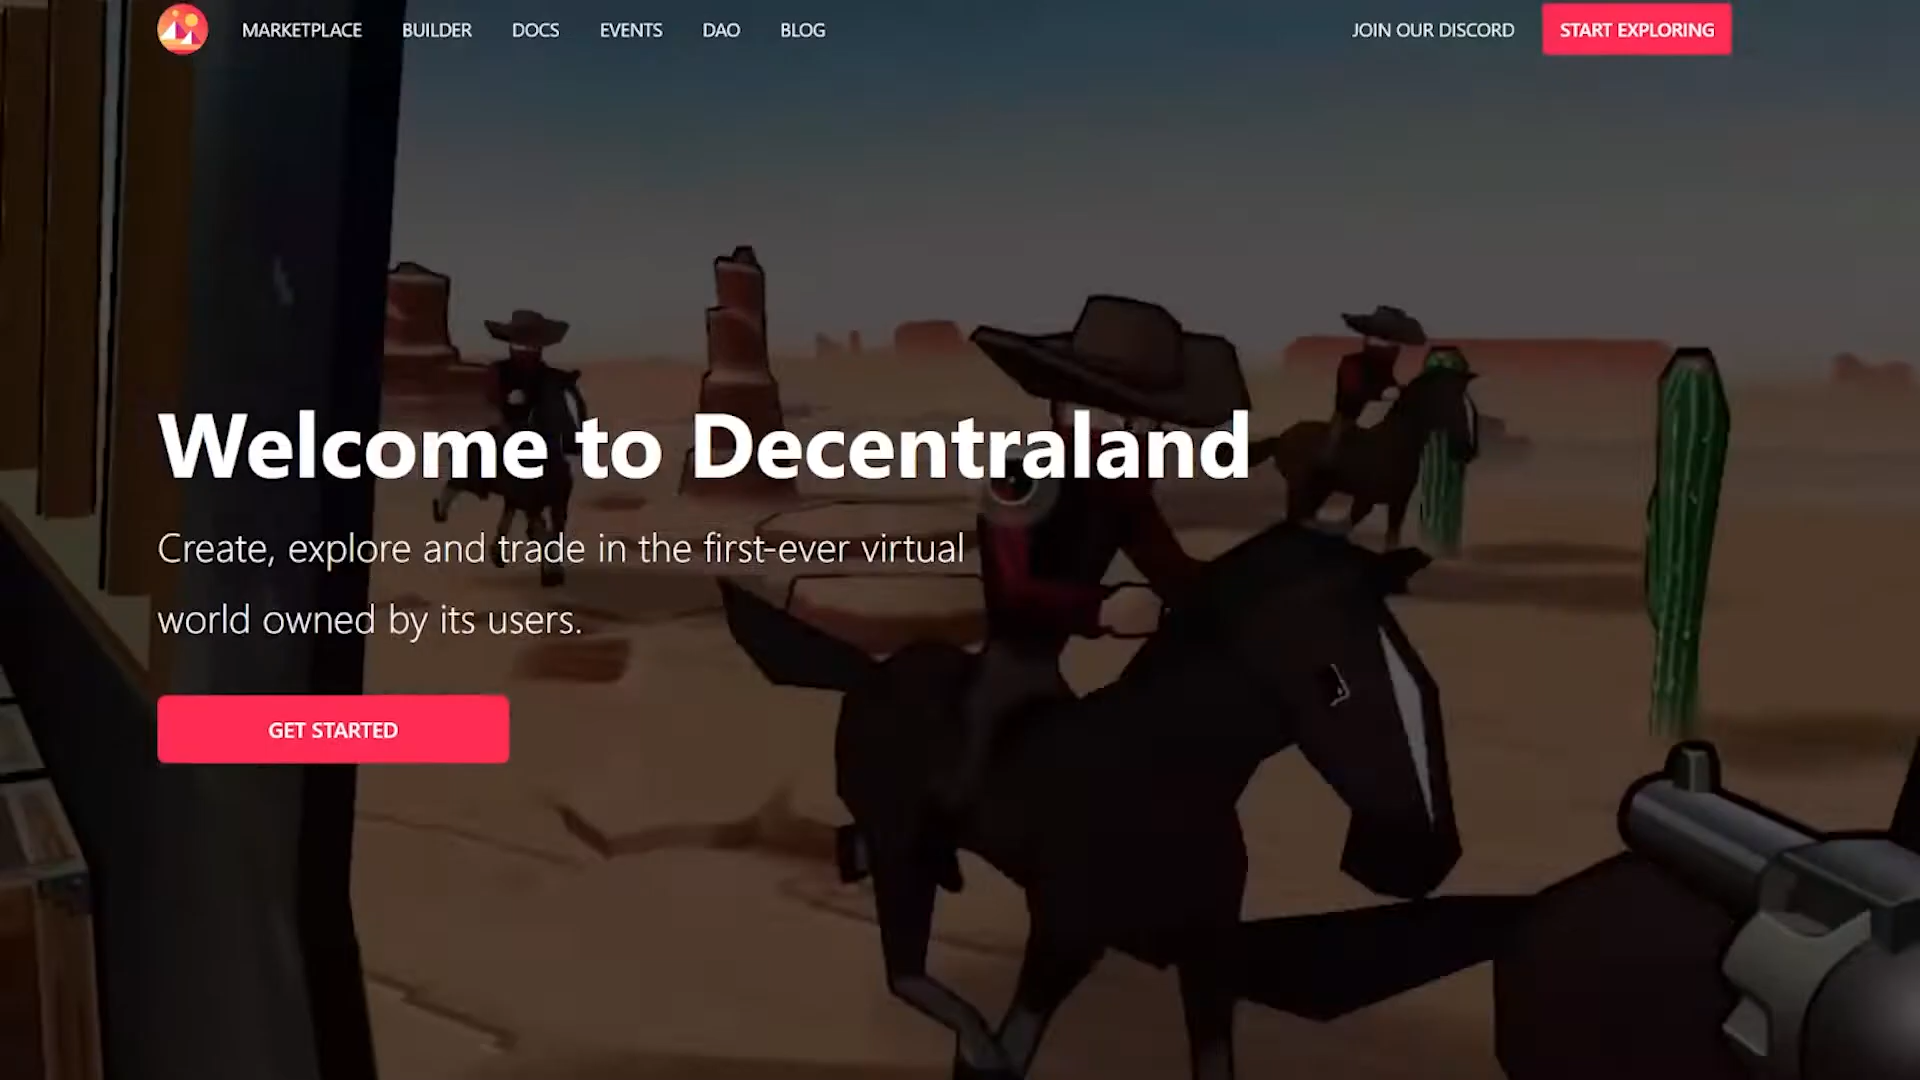 MARKETPLACE BUILDER DOCS EVENTS DAO BLOG JOIN OUR DISCORD START EXPLORING
Welcome to Decentraland
Create, explore and trade in the first-ever virtual
world owned by its users.
GET STARTED